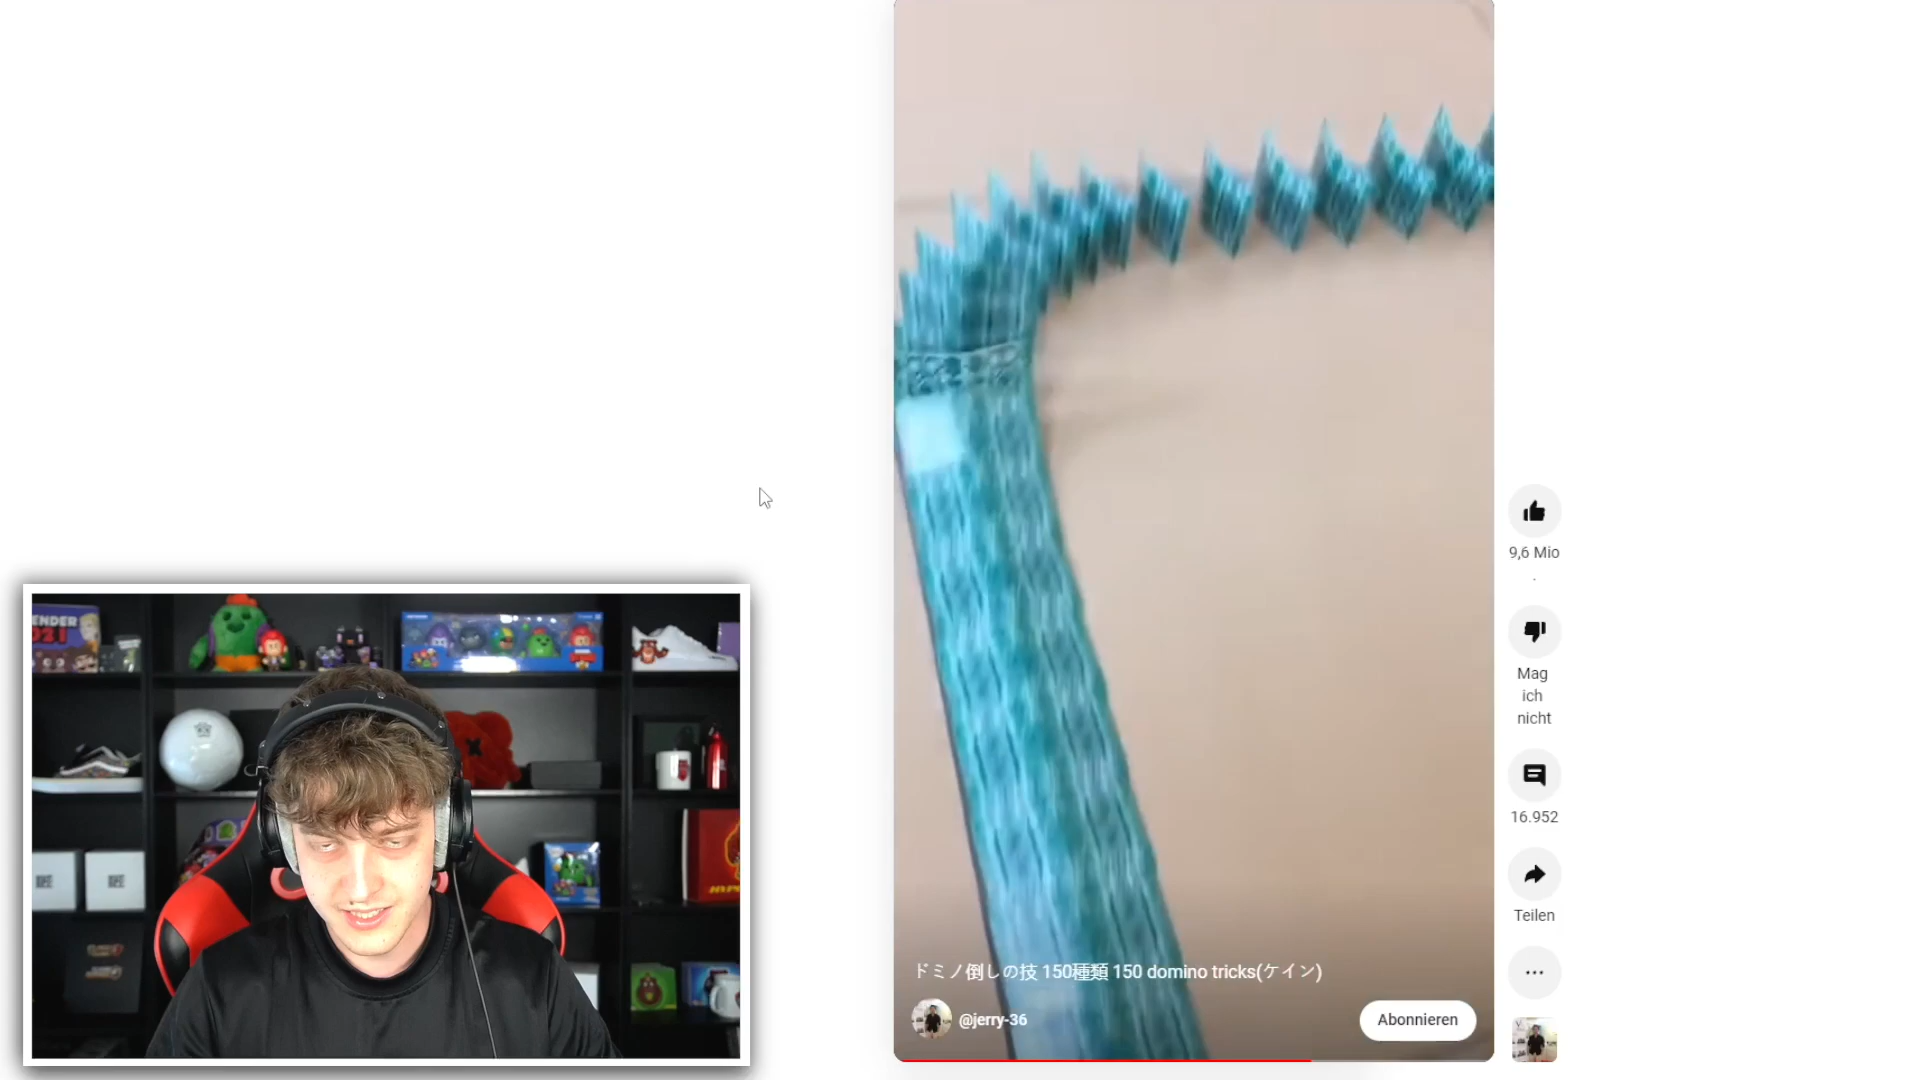 ドミノ倒しの技 150種類 150 domino tricks(ケイン)
@jerry-36
Abonnieren
9,6 Mio
.
Mag
ich
nicht
16.952
Teilen